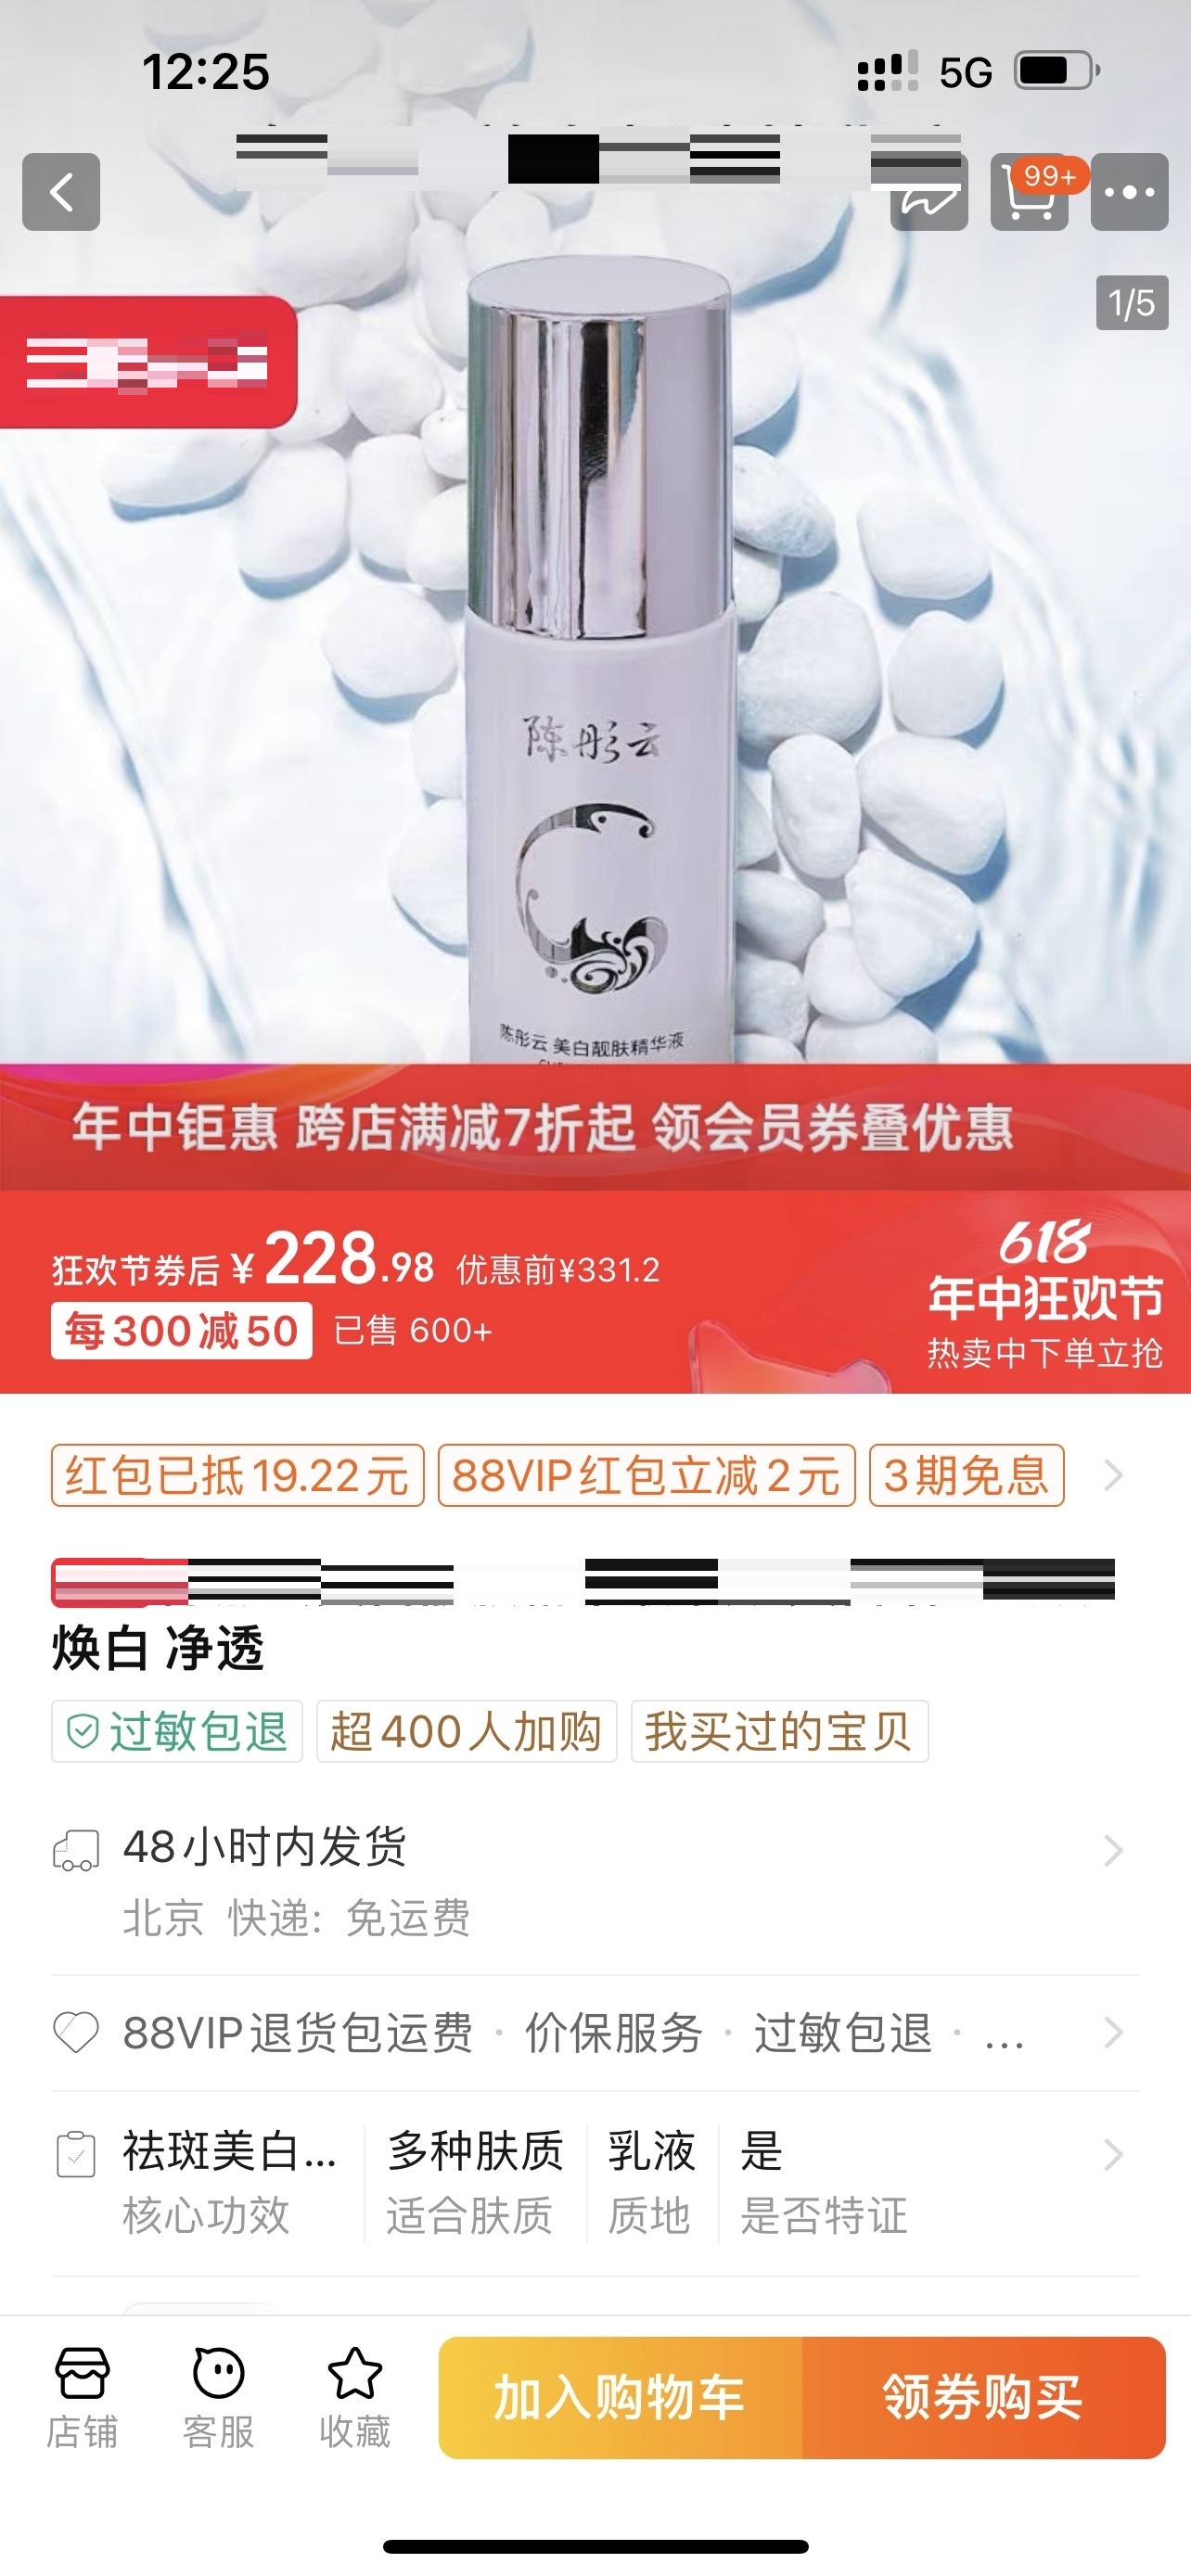 12:25
5G
99+
1/5
陈彤云
陈彤云 美白靓肤精华液
年中钜惠 跨店满减7折起 领会员券叠优惠
狂欢节券后 ¥228.98 优惠前¥331.2
618
年中狂欢节
每300减50 已售 600+
热卖中下单立抢
红包已抵19.22元 88VIP红包立减2元 3期免息
焕白 净透
过敏包退 超400人加购 我买过的宝贝
48小时内发货
北京 快递: 免运费
88VIP退货包运费 · 价保服务 · 过敏包退 · ...
祛斑美白... 多种肤质 乳液 是
核心功效 适合肤质 质地 是否特证
店铺 客服 收藏 加入购物车 领券购买